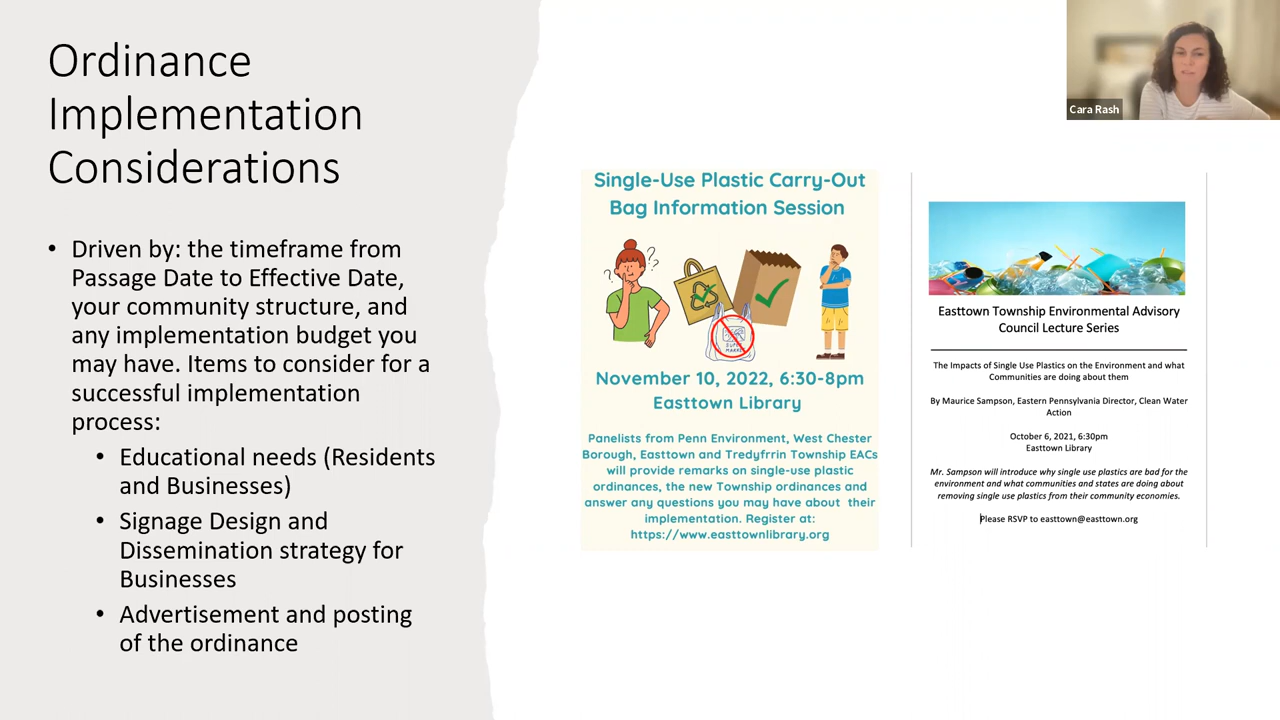 Ordinance
Implementation
Considerations
• Driven by: the timeframe from
Passage Date to Effective Date,
your community structure, and
any implementation budget you
may have. Items to consider for a
successful implementation
process:
• Educational needs (Residents
and Businesses)
• Signage Design and
Dissemination strategy for
Businesses
• Advertisement and posting
of the ordinance
Single-Use Plastic Carry-Out
Bag Information Session
November 10, 2022, 6:30-8pm
Easttown Library
Panelists from Penn Environment, West Chester
Borough, Easttown and Tredyfrrin Township EACs
will provide remarks on single-use plastic
ordinances, the new Township ordinances and
answer any questions you may have about their
implementation. Register at:
https://www.easttownlibrary.org
Easttown Township Environmental Advisory
Council Lecture Series
The Impacts of Single Use Plastics on the Environment and what
Communities are doing about them
By Maurice Sampson, Eastern Pennsylvania Director, Clean Water
Action
October 6, 2021, 6:30pm
Easttown Library
Mr. Sampson will introduce why single use plastics are bad for the
environment and what communities and states are doing about
removing single use plastics from their community economies.
Please RSVP to easttown@easttown.org
Cara Rash